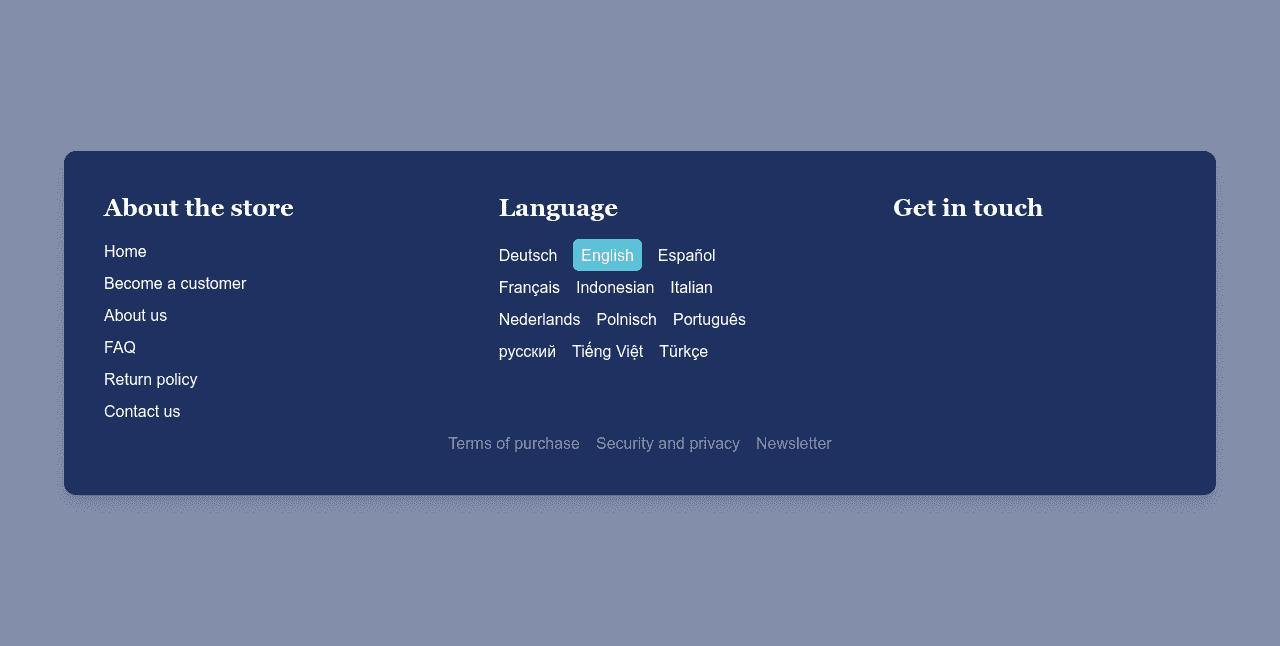 About the store
Home
Become a customer
About us
FAQ
Return policy
Contact us
Language
Deutsch English Español
Français Indonesian Italian
Nederlands Polnisch Português
русский Tiếng Việt Türkçe
Get in touch
Terms of purchase Security and privacy Newsletter